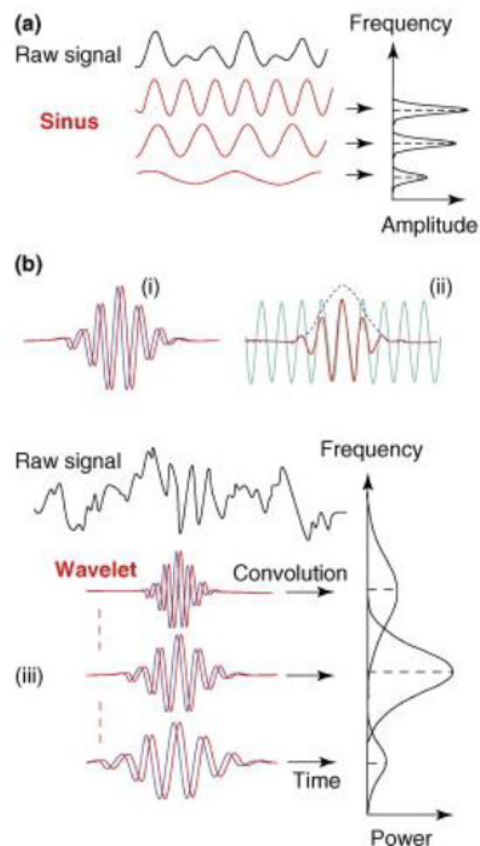 (a)
Frequency
Raw signal
Sinus
Amplitude
(b)
(i)
(ii)
Raw signal
Frequency
Wavelet
Convolution
(iii)
Time
Power